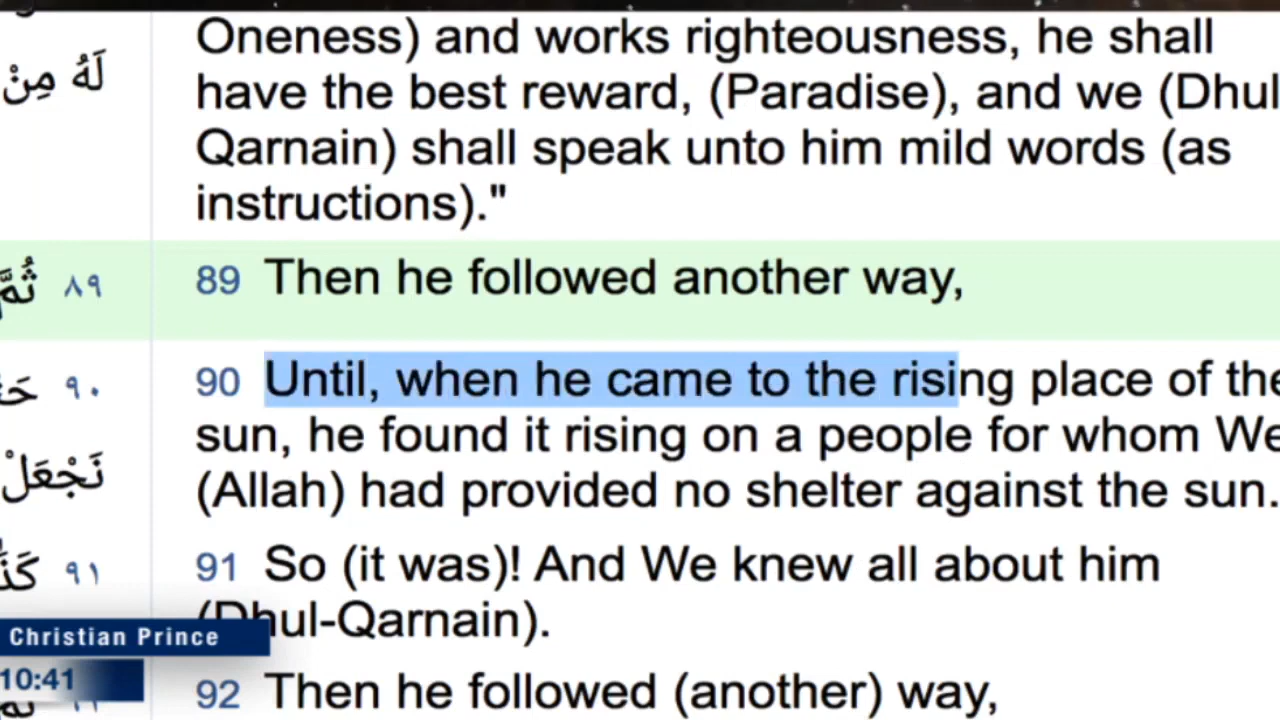 Oneness) and works righteousness, he shall
لَهُ مِنْ
have the best reward, (Paradise), and we (Dhul
Qarnain) shall speak unto him mild words (as
instructions)."
٨٩ ثُمَّ
89 Then he followed another way,
٩٠
90 Until, when he came to the rising place of the
sun, he found it rising on a people for whom We
نَجْعَلْ
(Allah) had provided no shelter against the sun.
٩١
91 So (it was)! And We knew all about him
(Dhul-Qarnain).
Christian Prince
10:41
92 Then he followed (another) way,